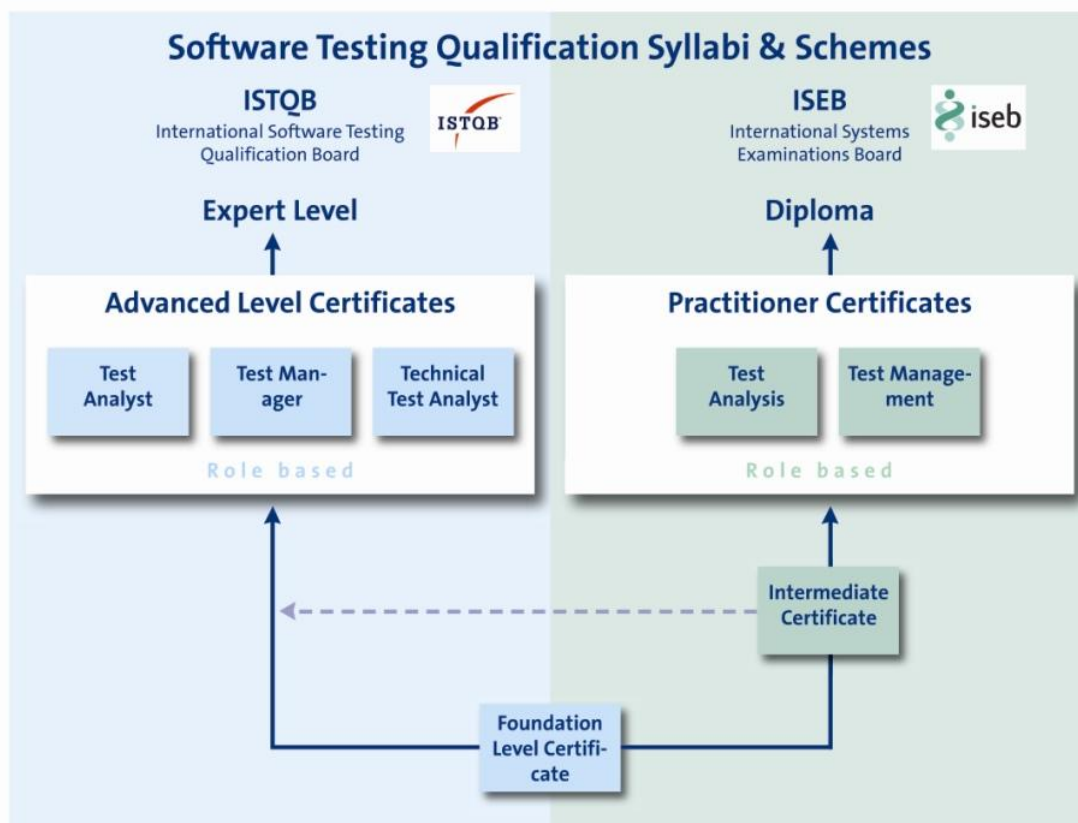 Software Testing Qualification Syllabi & Schemes
ISTQB
International Software Testing
Qualification Board
ISTQB
ISEB
International Systems
Examinations Board
iseb
Expert Level
Diploma
Advanced Level Certificates
Test
Analyst
Test Man-
ager
Technical
Test Analyst
Role based
Practitioner Certificates
Test
Analysis
Test Manage-
ment
Role based
Intermediate
Certificate
Foundation
Level Certifi-
cate